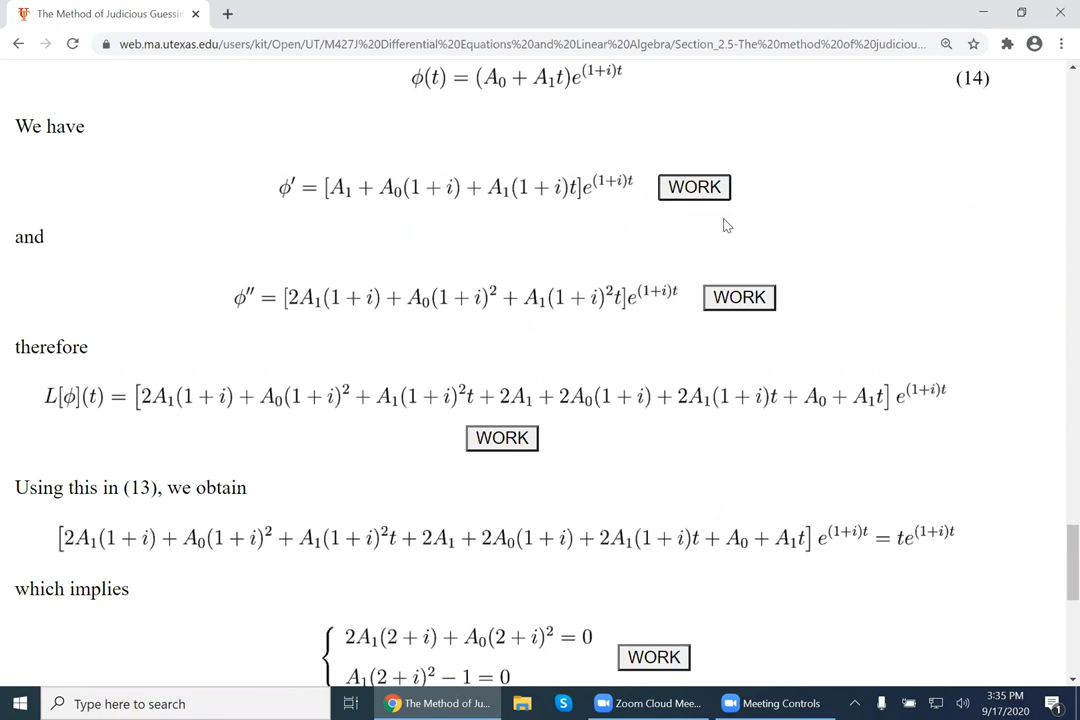 The Method of Judicious Guessin
web.ma.utexas.edu/users/kit/Open/UT/M427J%20Differential%20Equations%20and%20Linear%20Algebra/Section_2.5-The%20method%20of%20judiciou...
ϕ(t) = (A₀ + A₁t)e^{(1+i)t} (14)
We have
ϕ′ = [A₁ + A₀(1 + i) + A₁(1 + i)t]e^{(1+i)t} WORK
and
ϕ″ = [2A₁(1 + i) + A₀(1 + i)² + A₁(1 + i)²t]e^{(1+i)t} WORK
therefore
L[ϕ](t) = [2A₁(1 + i) + A₀(1 + i)² + A₁(1 + i)²t + 2A₁ + 2A₀(1 + i) + 2A₁(1 + i)t + A₀ + A₁t] e^{(1+i)t}
WORK
Using this in (13), we obtain
[2A₁(1 + i) + A₀(1 + i)² + A₁(1 + i)²t + 2A₁ + 2A₀(1 + i) + 2A₁(1 + i)t + A₀ + A₁t] e^{(1+i)t} = te^{(1+i)t}
which implies
{ 2A₁(2 + i) + A₀(2 + i)² = 0
WORK
A₁(2 + i)² − 1 = 0
Type here to search
The Method of Ju...
Zoom Cloud Mee...
Meeting Controls
3:35 PM
9/17/2020
1